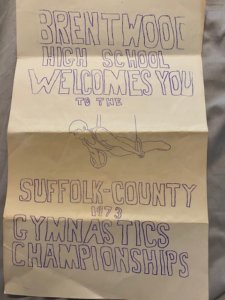 BRENTWOOD
HIGH SCHOOL
WELCOMES YOU
TO THE
SUFFOLK-COUNTY
1973
GYMNASTICS
CHAMPIONSHIPS